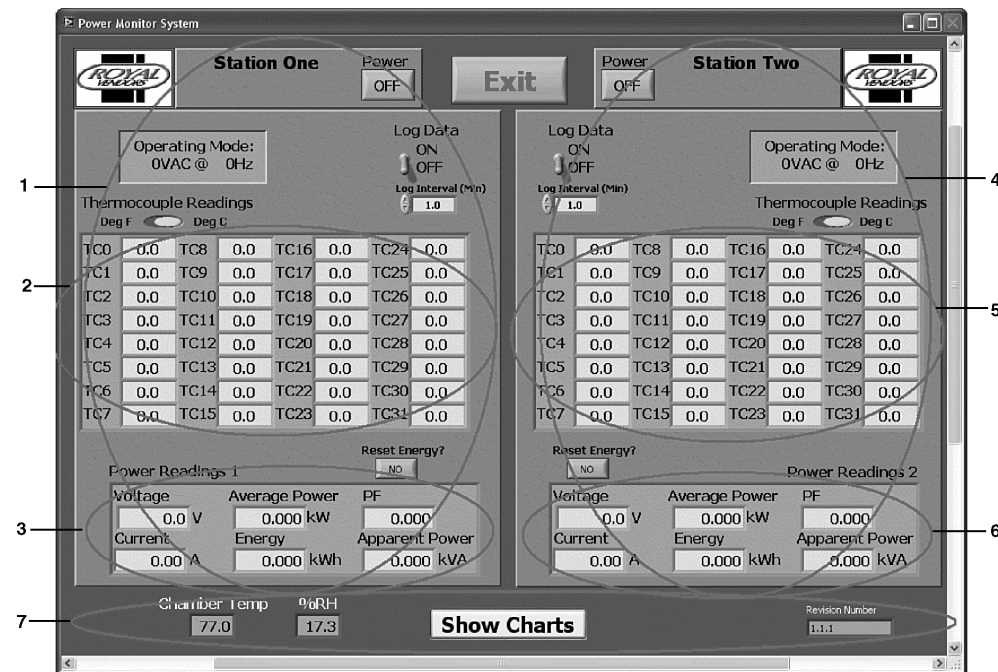 Power Monitor System
ROYAL VENDORS
Station One
Power
OFF
Exit
Power
OFF
Station Two
ROYAL VENDORS
Operating Mode:
0VAC @ 0Hz
Log Data
ON
OFF
Log Interval (Min)
1.0
Thermocouple Readings
Deg F Deg C
TC0 0.0 TC8 0.0 TC16 0.0 TC24 0.0
TC1 0.0 TC9 0.0 TC17 0.0 TC25 0.0
TC2 0.0 TC10 0.0 TC18 0.0 TC26 0.0
TC3 0.0 TC11 0.0 TC19 0.0 TC27 0.0
TC4 0.0 TC12 0.0 TC20 0.0 TC28 0.0
TC5 0.0 TC13 0.0 TC21 0.0 TC29 0.0
TC6 0.0 TC14 0.0 TC22 0.0 TC30 0.0
TC7 0.0 TC15 0.0 TC23 0.0 TC31 0.0
Reset Energy?
NO
Power Readings 1
Voltage Average Power PF
0.0 V 0.000 kW 0.000
Current Energy Apparent Power
0.00 A 0.000 kWh 0.000 kVA
Log Data
ON
OFF
Log Interval (Min)
1.0
Operating Mode:
0VAC @ 0Hz
Thermocouple Readings
Deg F Deg C
TC0 0.0 TC8 0.0 TC16 0.0 TC24 0.0
TC1 0.0 TC9 0.0 TC17 0.0 TC25 0.0
TC2 0.0 TC10 0.0 TC18 0.0 TC26 0.0
TC3 0.0 TC11 0.0 TC19 0.0 TC27 0.0
TC4 0.0 TC12 0.0 TC20 0.0 TC28 0.0
TC5 0.0 TC13 0.0 TC21 0.0 TC29 0.0
TC6 0.0 TC14 0.0 TC22 0.0 TC30 0.0
TC7 0.0 TC15 0.0 TC23 0.0 TC31 0.0
Reset Energy?
NO
Power Readings 2
Voltage Average Power PF
0.0 V 0.000 kW 0.000
Current Energy Apparent Power
0.00 A 0.000 kWh 0.000 kVA
Chamber Temp %RH
77.0 17.3
Show Charts
Revision Number
1.1.1
1
2
3
4
5
6
7